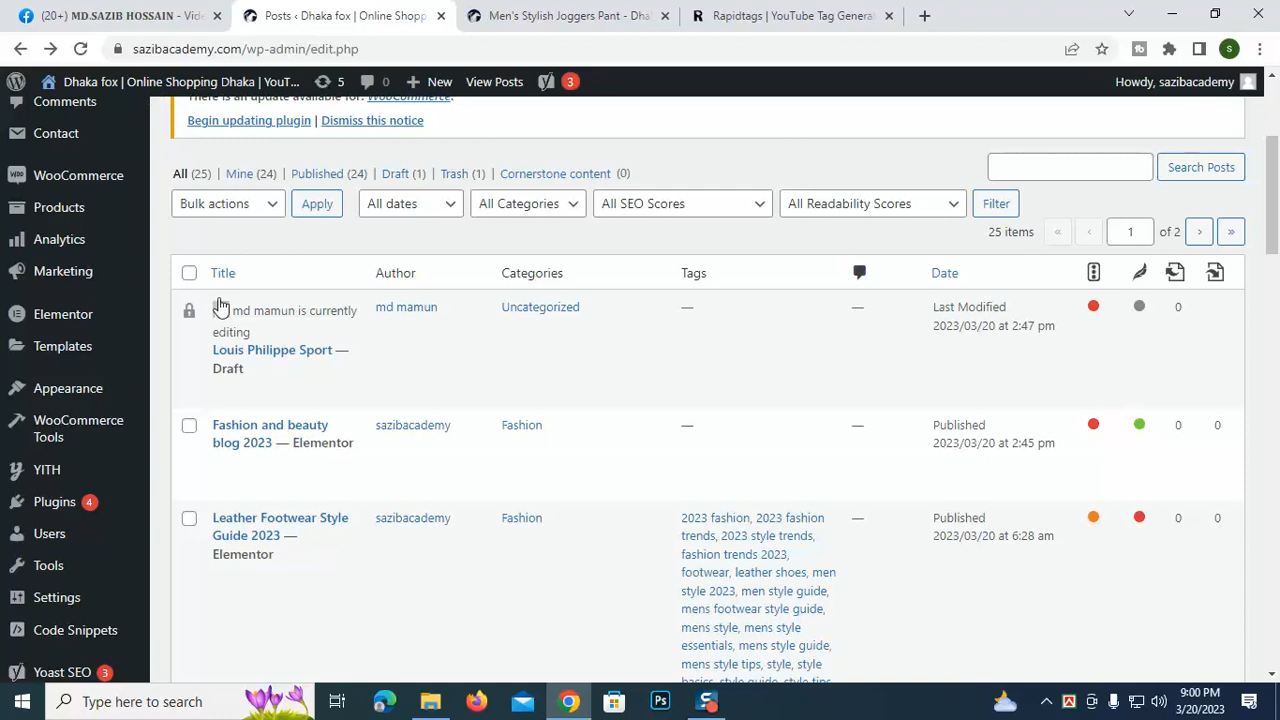 (20+) MD.SAZIB HOSSAIN - Vide
Posts ‹ Dhaka fox | Online Shopp
Men's Stylish Joggers Pant - Dha
Rapidtags | YouTube Tag Genera
sazibacademy.com/wp-admin/edit.php
S
Dhaka fox | Online Shopping Dhaka | YouT...
5
0
New
View Posts
3
Howdy, sazibacademy
Comments
Contact
WooCommerce
Products
Analytics
Marketing
Elementor
Templates
Appearance
WooCommerce
Tools
YITH
Plugins 4
Users
Tools
Settings
Code Snippets
Yoast SEO 3
There is an update available for: WooCommerce.
Begin updating plugin | Dismiss this notice
All (25) | Mine (24) | Published (24) | Draft (1) | Trash (1) | Cornerstone content (0)
Search Posts
Bulk actions
Apply
All dates
All Categories
All SEO Scores
All Readability Scores
Filter
25 items « ‹ 1 of 2 › »
Title Author Categories Tags Date
md mamun is currently
editing
Louis Philippe Sport —
Draft
md mamun
Uncategorized
—
—
Last Modified
2023/03/20 at 2:47 pm
0
Fashion and beauty
blog 2023 — Elementor
sazibacademy
Fashion
—
—
Published
2023/03/20 at 2:45 pm
0
0
Leather Footwear Style
Guide 2023 —
Elementor
sazibacademy
Fashion
2023 fashion, 2023 fashion
trends, 2023 style trends,
fashion trends 2023,
footwear, leather shoes, men
style 2023, men style guide,
mens footwear style guide,
mens style, mens style
essentials, mens style guide,
mens style tips, style, style
basics, style guide, style tips
—
Published
2023/03/20 at 6:28 am
0
0
Type here to search
Ps
S
9:00 PM
3/20/2023